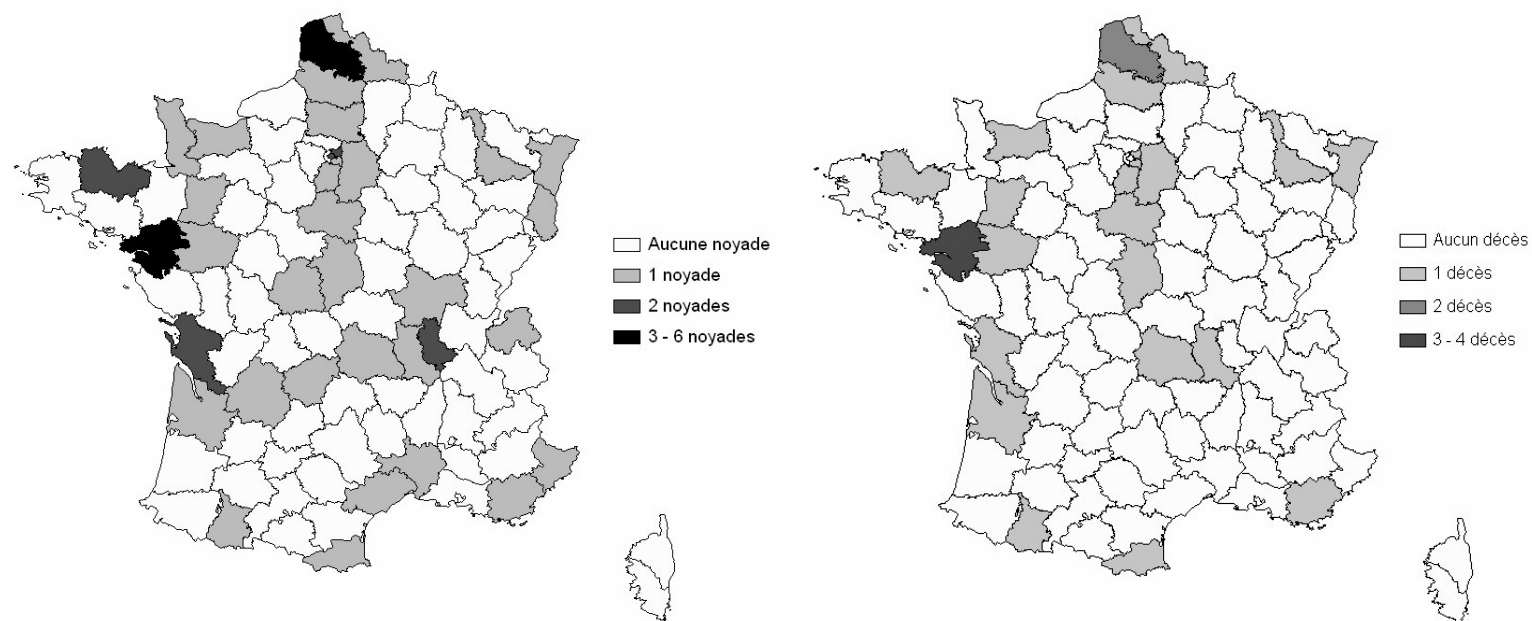 Aucune noyade
1 noyade
2 noyades
3 - 6 noyades
Aucun décès
1 décès
2 décès
3 - 4 décès